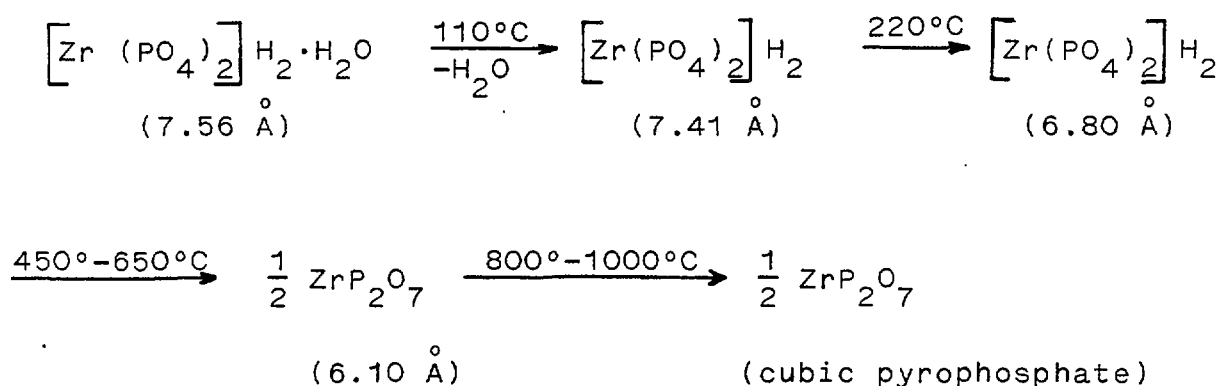 [Zr (PO4)2]H2·H2O 110°C -H2O [Zr(PO4)2]H2 220°C [Zr(PO4)2]H2
(7.56 Å) (7.41 Å) (6.80 Å)
450°-650°C 1/2 ZrP2O7 800°-1000°C 1/2 ZrP2O7
(6.10 Å) (cubic pyrophosphate)